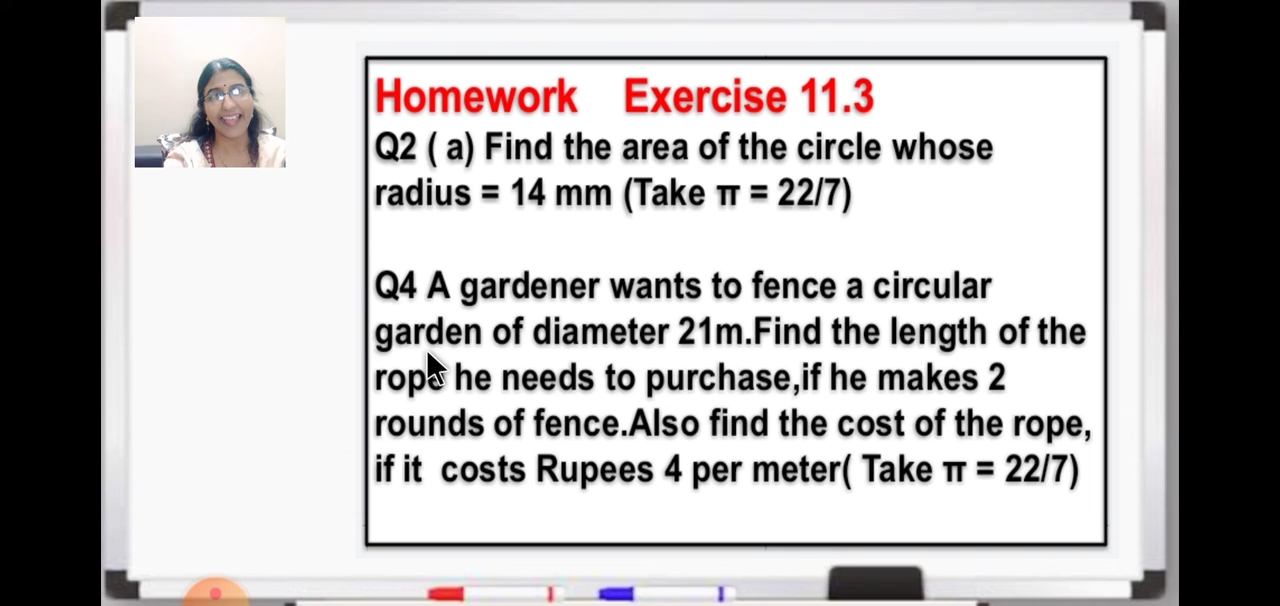 Homework Exercise 11.3
Q2 ( a) Find the area of the circle whose
radius = 14 mm (Take π = 22/7)
Q4 A gardener wants to fence a circular
garden of diameter 21m.Find the length of the
rope he needs to purchase,if he makes 2
rounds of fence.Also find the cost of the rope,
if it costs Rupees 4 per meter( Take π = 22/7)